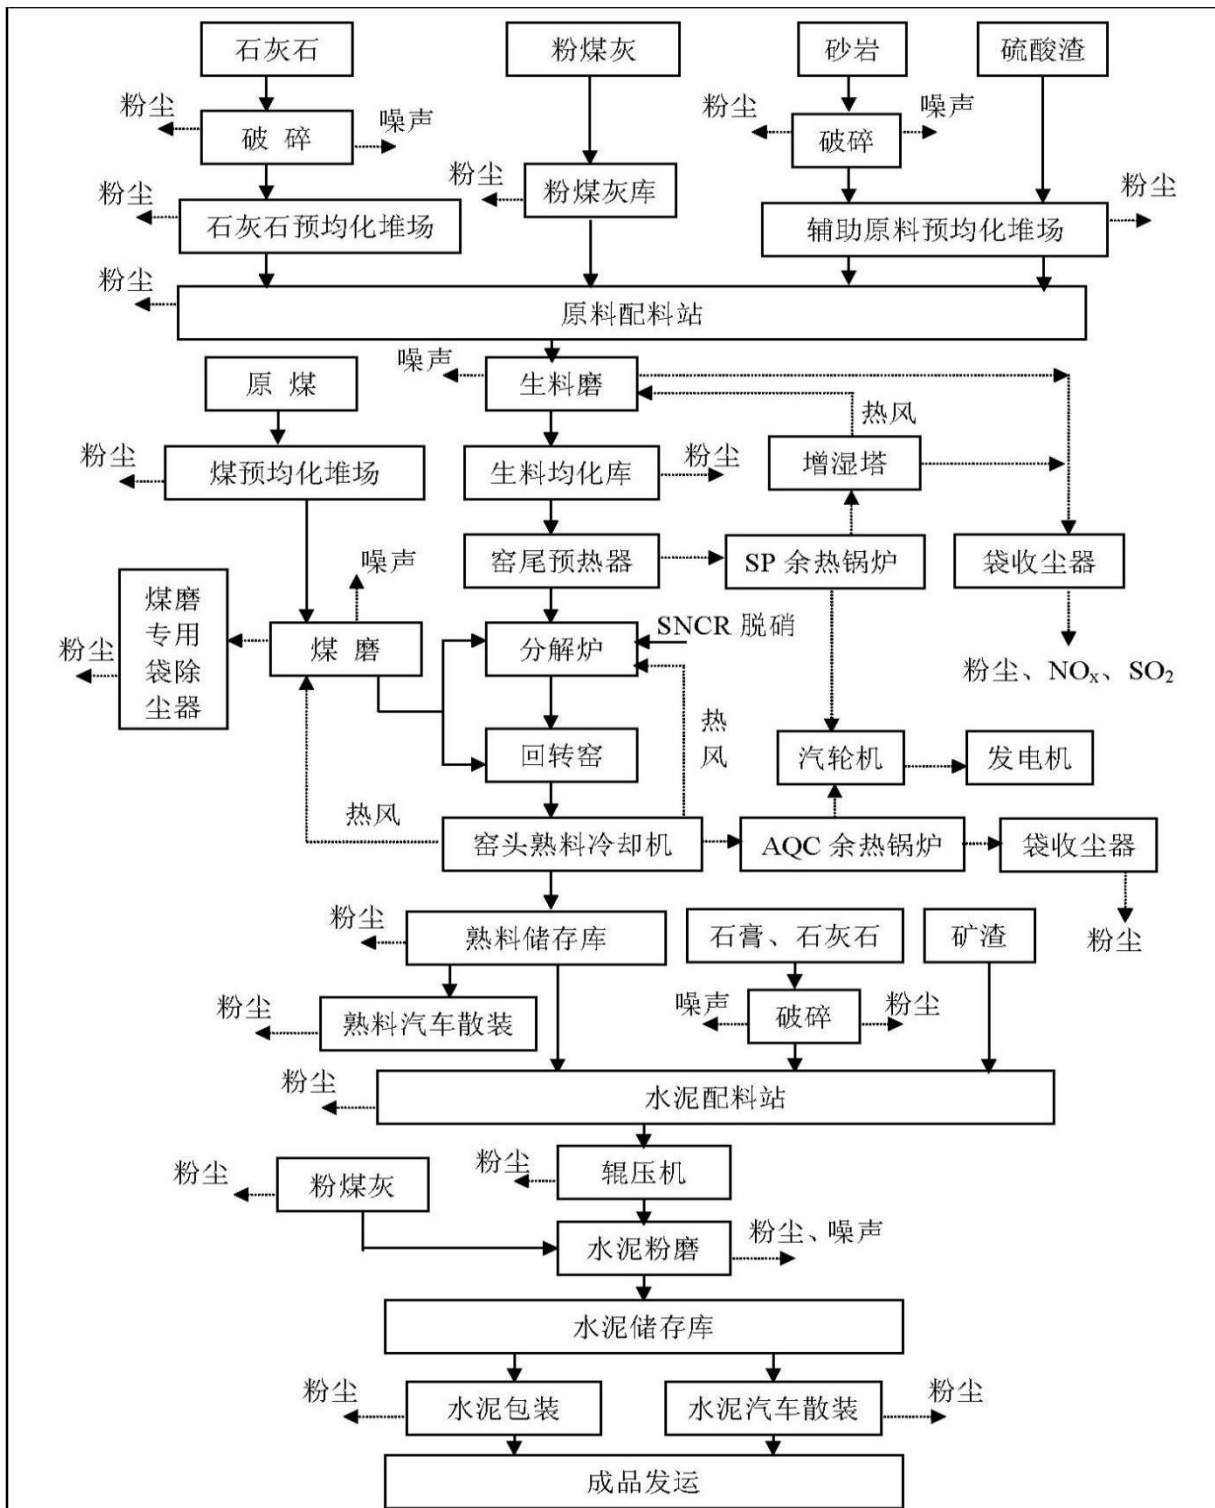 石灰石
粉煤灰
砂岩
硫酸渣
粉尘
破 碎
噪声
粉尘
破碎
噪声
粉尘
石灰石预均化堆场
粉尘
粉煤灰库
辅助原料预均化堆场
粉尘
粉尘
原料配料站
原 煤
噪声
生料磨
热风
粉尘
煤预均化堆场
生料均化库
粉尘
增湿塔
窑尾预热器
SP 余热锅炉
袋收尘器
噪声
煤磨
专用
袋除
尘器
粉尘
煤 磨
分解炉
SNCR 脱硝
粉尘、NOₓ、SO₂
热
风
回转窑
汽轮机
发电机
热风
窑头熟料冷却机
AQC 余热锅炉
袋收尘器
粉尘
粉尘
熟料储存库
石膏、石灰石
矿渣
粉尘
熟料汽车散装
噪声
破碎
粉尘
粉尘
水泥配料站
粉尘
粉煤灰
粉尘
辊压机
水泥粉磨
粉尘、噪声
水泥储存库
粉尘
水泥包装
水泥汽车散装
粉尘
成品发运